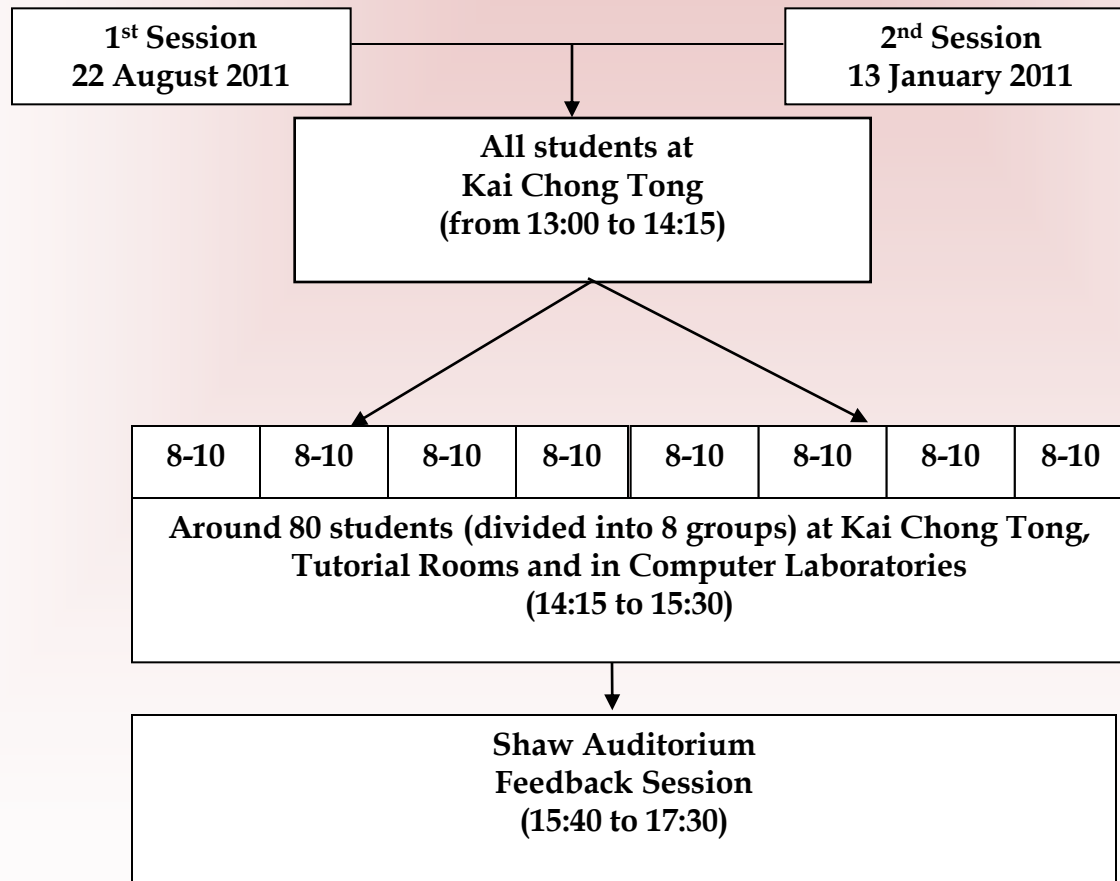 1st Session
22 August 2011
2nd Session
13 January 2011
All students at
Kai Chong Tong
(from 13:00 to 14:15)
8-10 8-10 8-10 8-10 8-10 8-10 8-10 8-10
Around 80 students (divided into 8 groups) at Kai Chong Tong,
Tutorial Rooms and in Computer Laboratories
(14:15 to 15:30)
Shaw Auditorium
Feedback Session
(15:40 to 17:30)